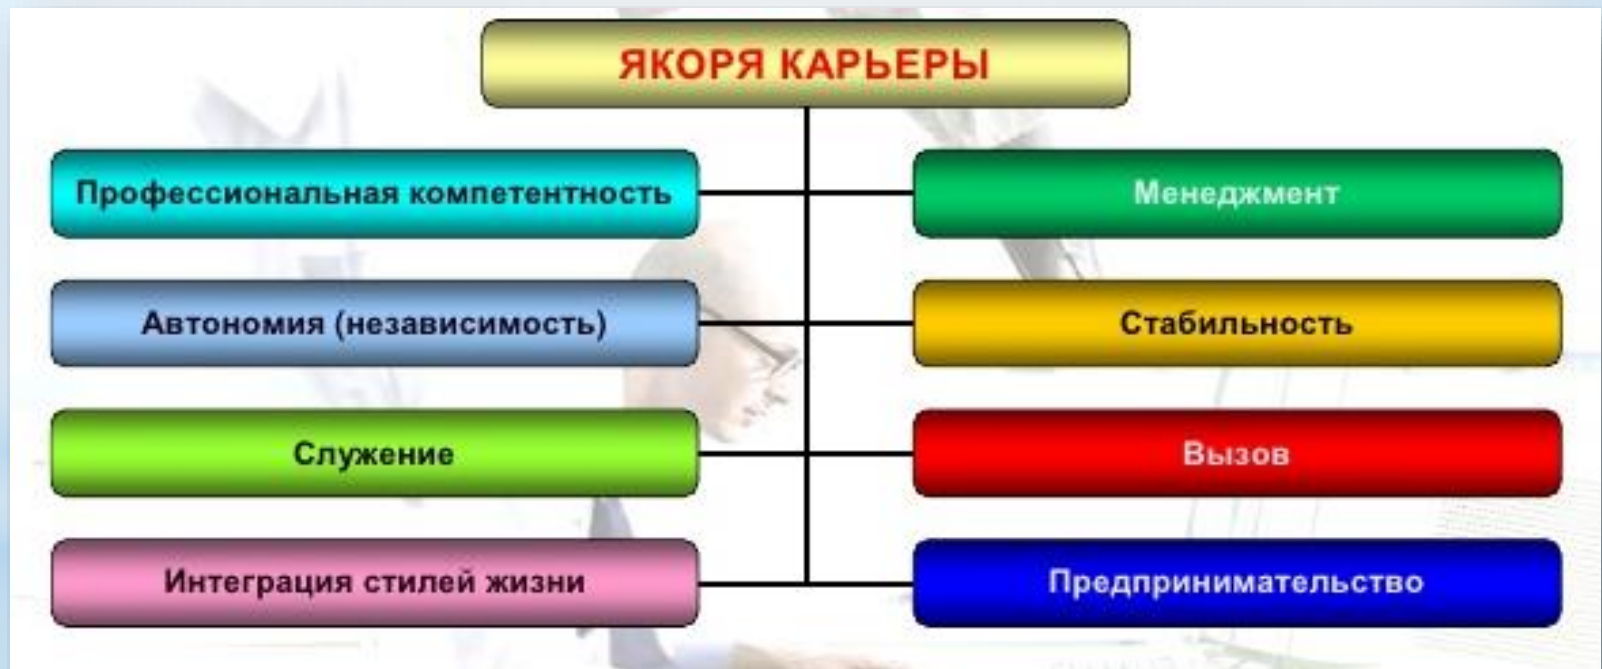 ЯКОРЯ КАРЬЕРЫ
Профессиональная компетентность
Менеджмент
Автономия (независимость)
Стабильность
Служение
Вызов
Интеграция стилей жизни
Предпринимательство